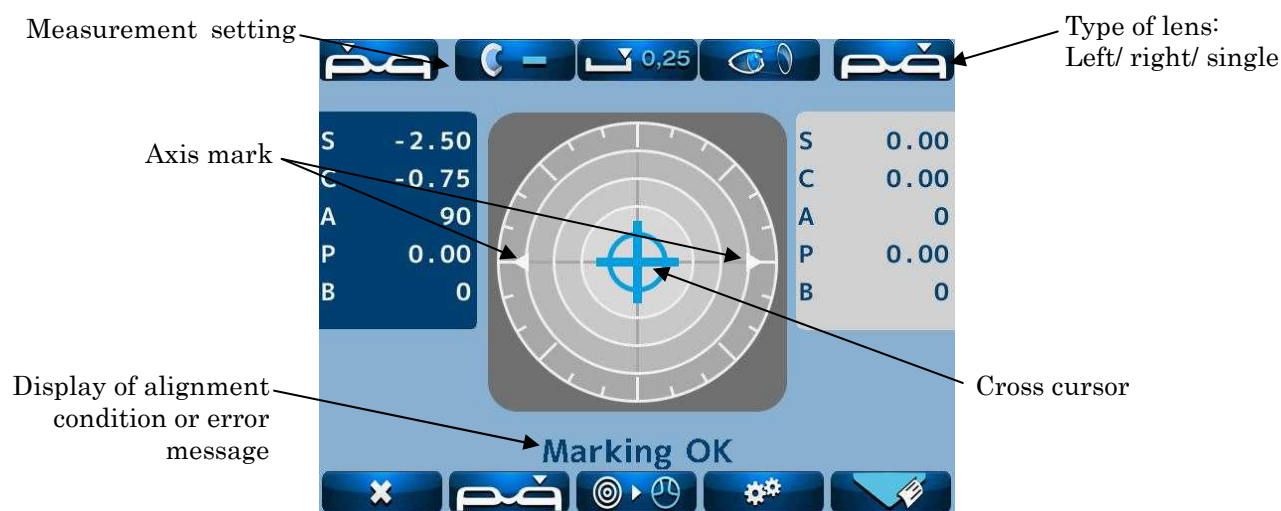 Measurement setting
Type of lens:
Left/ right/ single
0,25
S -2.50
C -0.75
A 90
P 0.00
B 0
S 0.00
C 0.00
A 0
P 0.00
B 0
Axis mark
Cross cursor
Display of alignment
condition or error
message
Marking OK